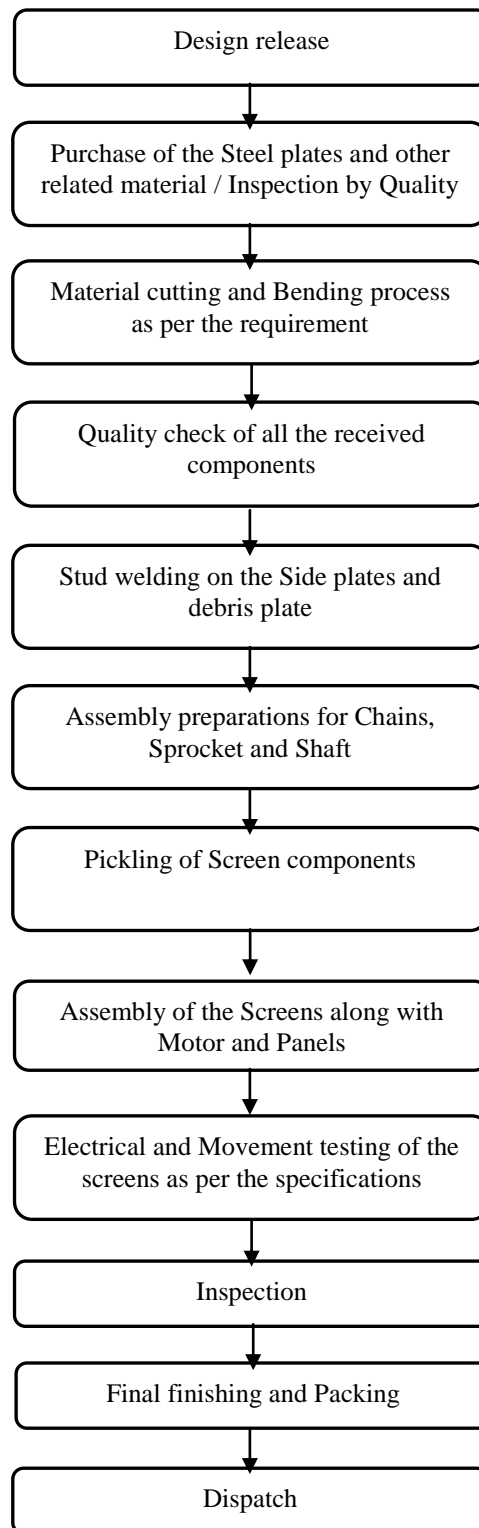 Design release
Purchase of the Steel plates and other
related material / Inspection by Quality
Material cutting and Bending process
as per the requirement
Quality check of all the received
components
Stud welding on the Side plates and
debris plate
Assembly preparations for Chains,
Sprocket and Shaft
Pickling of Screen components
Assembly of the Screens along with
Motor and Panels
Electrical and Movement testing of the
screens as per the specifications
Inspection
Final finishing and Packing
Dispatch